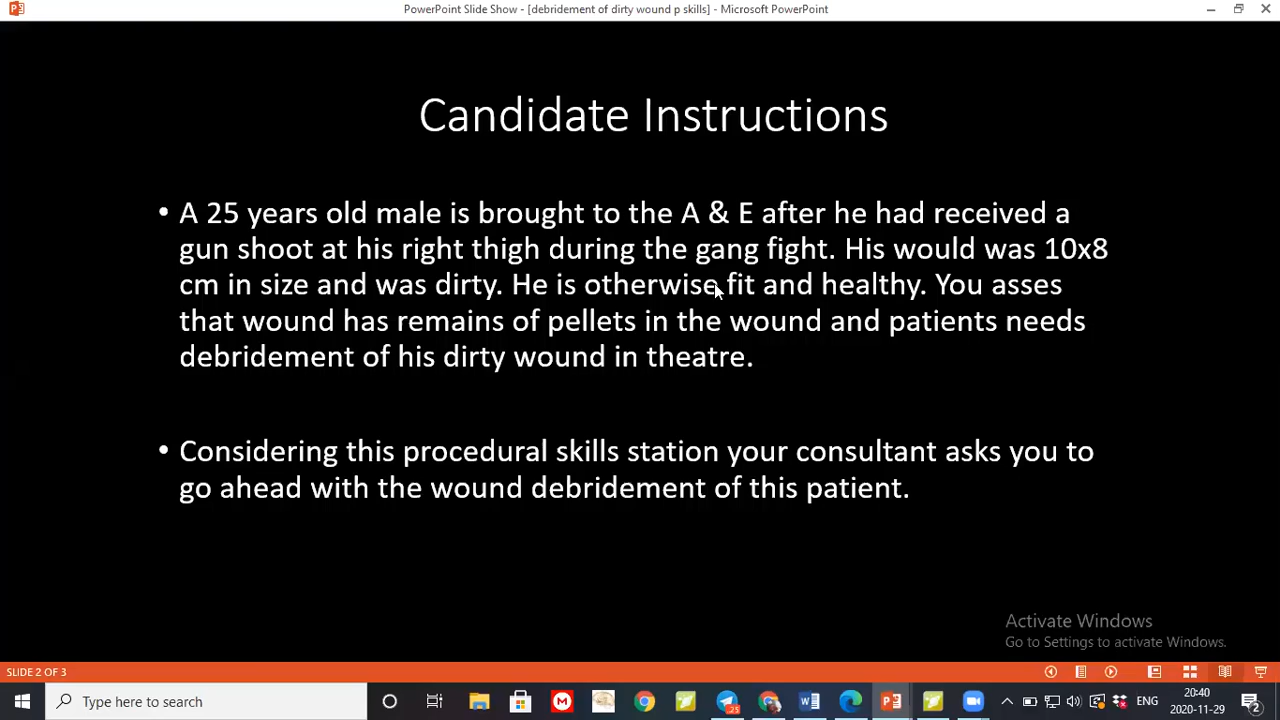 PowerPoint Slide Show - [debridement of dirty wound p skills] - Microsoft PowerPoint
Candidate Instructions
• A 25 years old male is brought to the A & E after he had received a
gun shoot at his right thigh during the gang fight. His would was 10x8
cm in size and was dirty. He is otherwise fit and healthy. You asses
that wound has remains of pellets in the wound and patients needs
debridement of his dirty wound in theatre.
• Considering this procedural skills station your consultant asks you to
go ahead with the wound debridement of this patient.
Activate Windows
Go to Settings to activate Windows.
SLIDE 2 OF 3
Type here to search
25
ENG
20:40
2020-11-29
2